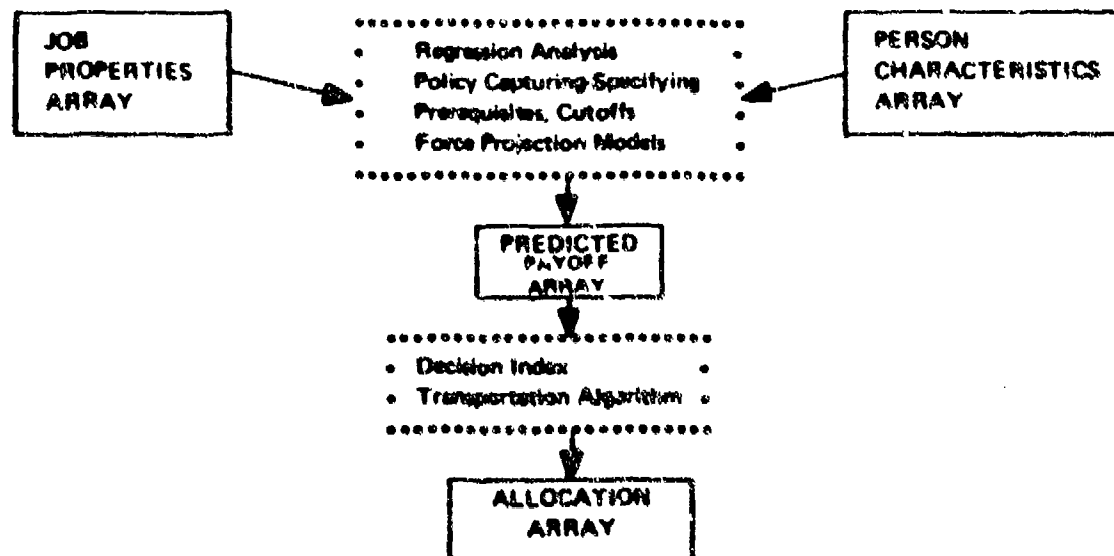 JOB
PROPERTIES
ARRAY
Regression Analysis
Policy Capturing-Specifying
Prerequisites, Cutoffs
Force Projection Models
PERSON
CHARACTERISTICS
ARRAY
PREDICTED
PAYOFF
ARRAY
Decision Index
Transportation Algorithm
ALLOCATION
ARRAY